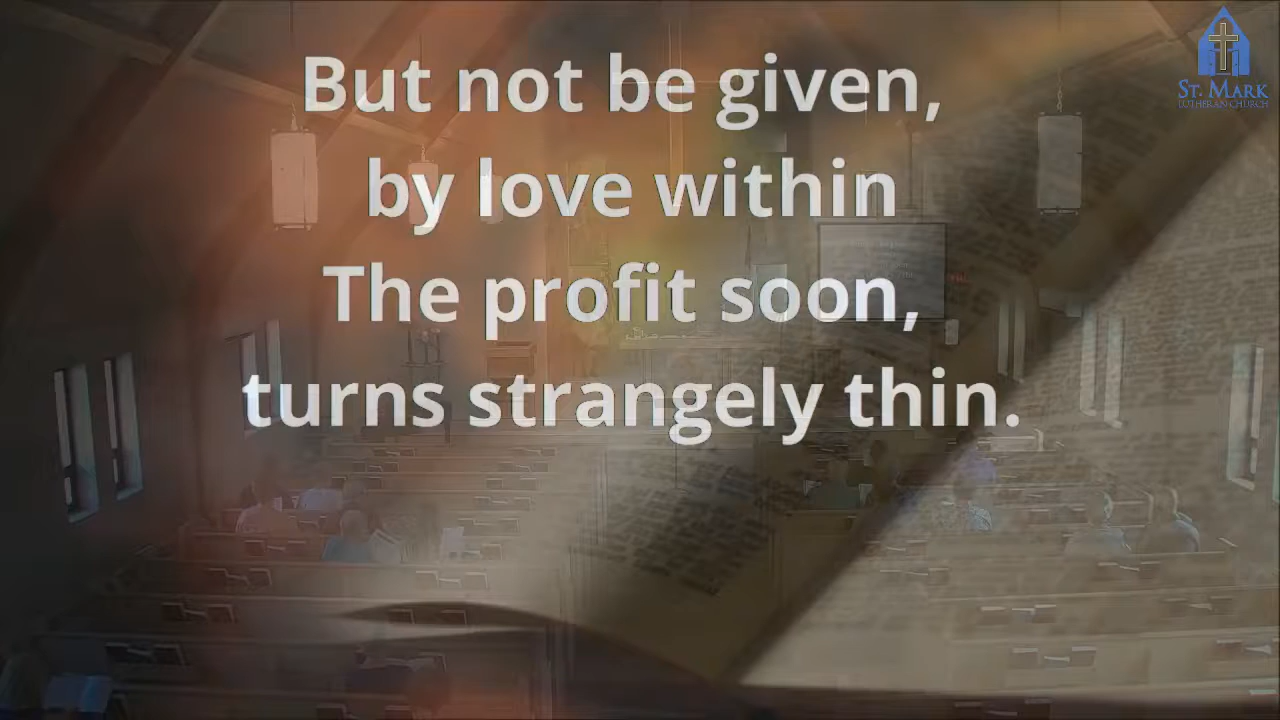 But not be given,
by love within
The profit soon,
turns strangely thin.
ST. MARK
LUTHERAN CHURCH